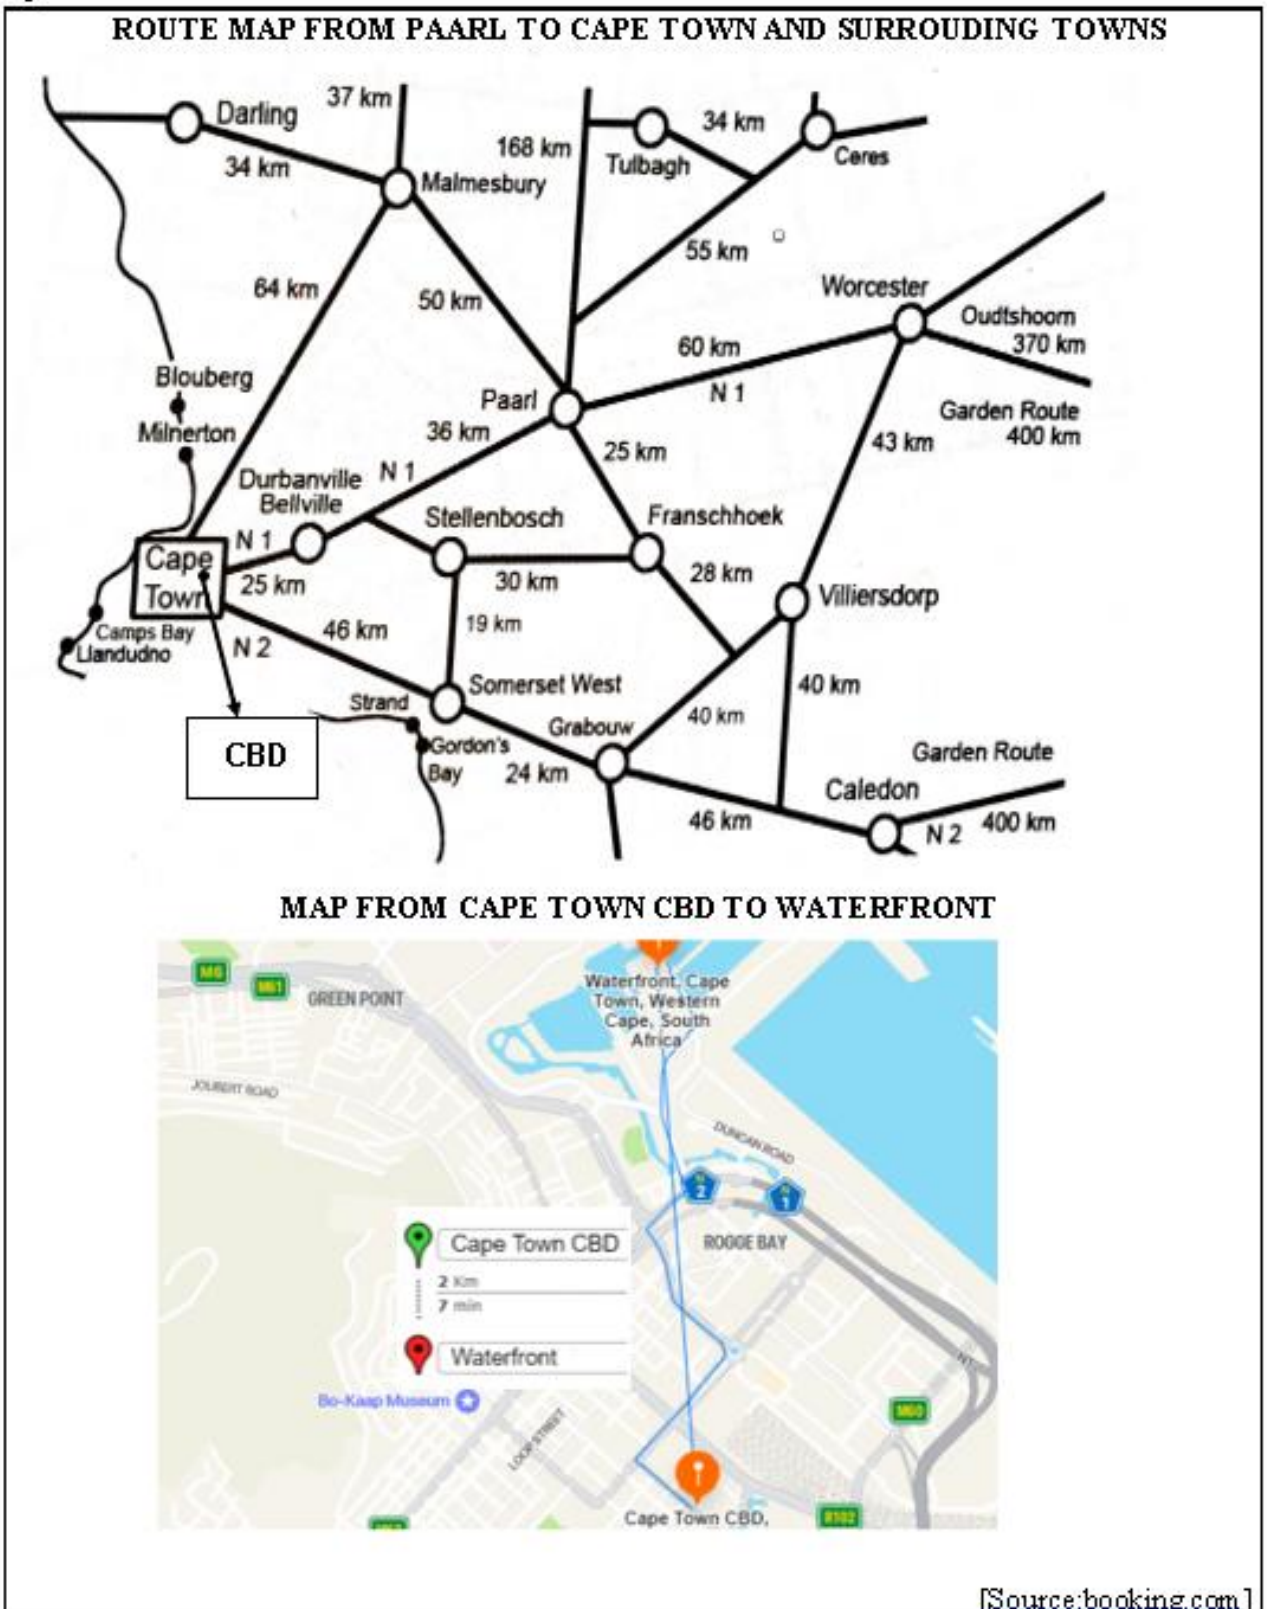 ROUTE MAP FROM PAARL TO CAPE TOWN AND SURROUDING TOWNS
Darling
37 km
34 km
Malmesbury
168 km
Tulbagh
34 km
Ceres
64 km
50 km
55 km
Worcester
Oudtshoorn
370 km
60 km
N 1
Garden Route
400 km
Blouberg
Milnerton
Paarl
36 km
25 km
43 km
N 1
Durbanville
Bellville
Stellenbosch
Franschhoek
Cape
Town
N 1
25 km
30 km
28 km
Villiersdorp
Camps Bay
Llandudno
N 2
46 km
19 km
Somerset West
40 km
Strand
Grabouw
40 km
CBD
Gordon's
Bay
24 km
Garden Route
Caledon
46 km
N 2
400 km
MAP FROM CAPE TOWN CBD TO WATERFRONT
M6
M61
GREEN POINT
Waterfront, Cape
Town, Western
Cape, South
Africa
JOUBERT ROAD
DUNCAN ROAD
2
1
ROGGE BAY
Cape Town CBD
2 Km
7 min
Waterfront
N1
Bo-Kaap Museum
LOOP STREET
M60
Cape Town CBD,
R102
[Source:booking.com]